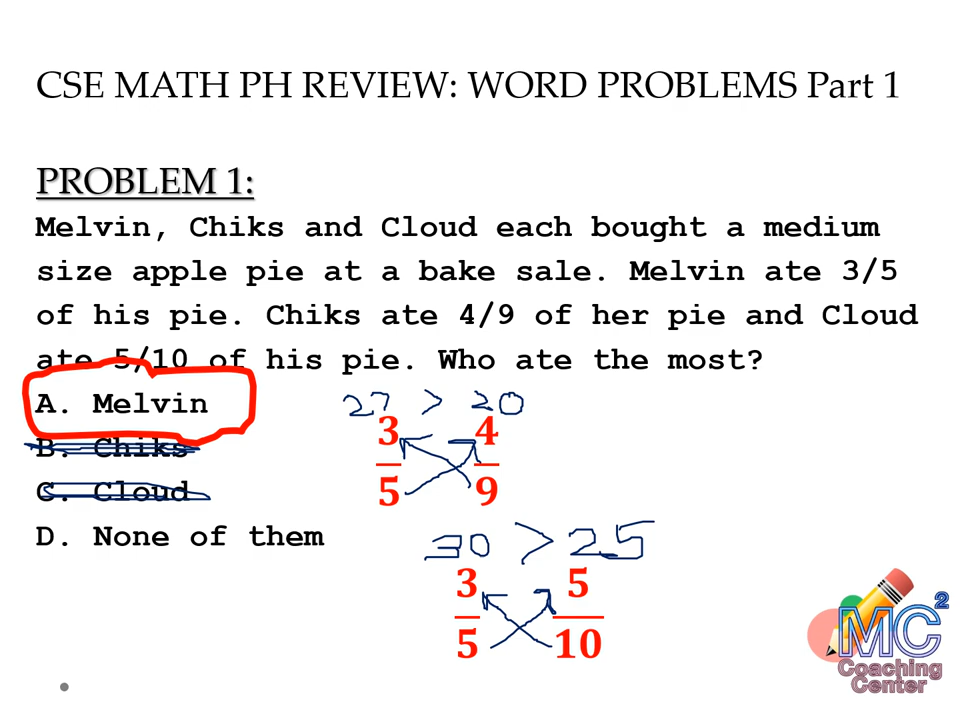 CSE MATH PH REVIEW: WORD PROBLEMS Part 1
PROBLEM 1:
Melvin, Chiks and Cloud each bought a medium
size apple pie at a bake sale. Melvin ate 3/5
of his pie. Chiks ate 4/9 of her pie and Cloud
ate 5/10 of his pie. Who ate the most?
A. Melvin
B. Chiks
C. Cloud
D. None of them
27 > 20
3 4
5 9
30 > 25
3 5
5 10
MC2
Coaching
Center